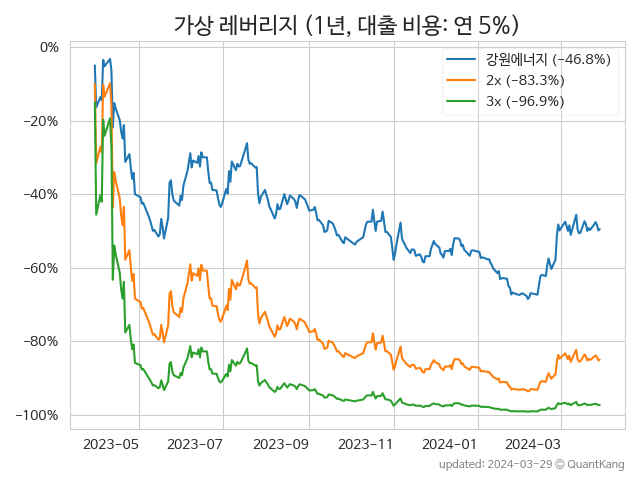 가상 레버리지 (1년, 대출 비용: 연 5%)
강원에너지 (−46.8%)
2x (−83.3%)
3x (−96.9%)
0%
−20%
−40%
−60%
−80%
−100%
2023-05 2023-07 2023-09 2023-11 2024-01 2024-03
updated: 2024-03-29 © QuantKang